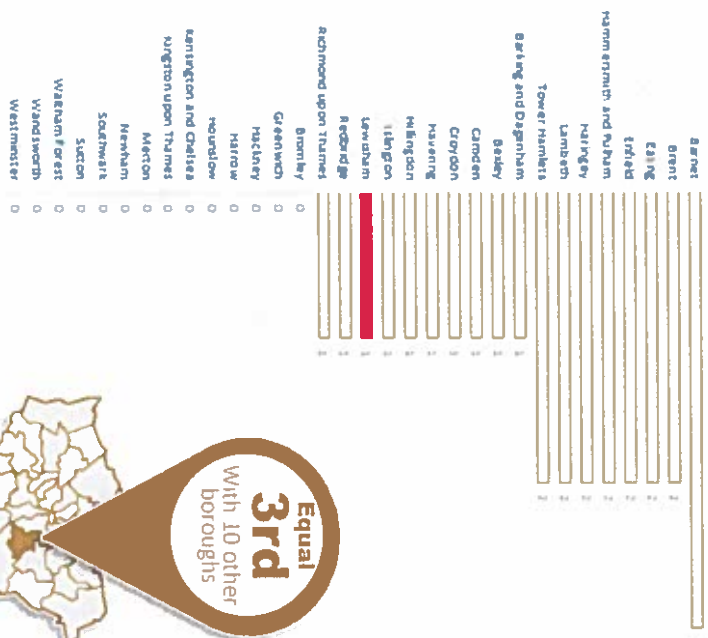 Barnet
Brent
Ealing
Enfield
Hammersmith and Fulham
Haringey
Lambeth
Tower Hamlets
Barking and Dagenham
Bexley
Camden
Croydon
Havering
Hillingdon
Islington
Lewisham
Redbridge
Richmond upon Thames
Bromley 0
Greenwich 0
Hackney 0
Harrow 0
Hounslow 0
Kensington and Chelsea 0
Kingston upon Thames 0
Merton 0
Newham 0
Southwark 0
Sutton 0
Waltham Forest 0
Wandsworth 0
Westminster 0
Equal
3rd
With 10 other
boroughs